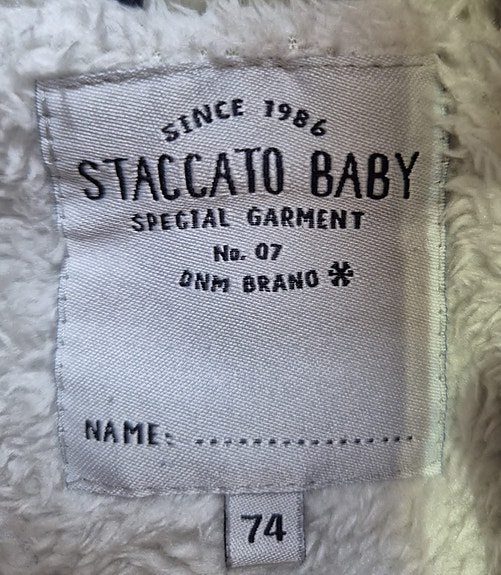 SINCE 1986
STACCATO BABY
SPECIAL GARMENT
No. 07
DNM BRAND *
NAME: ..................
74